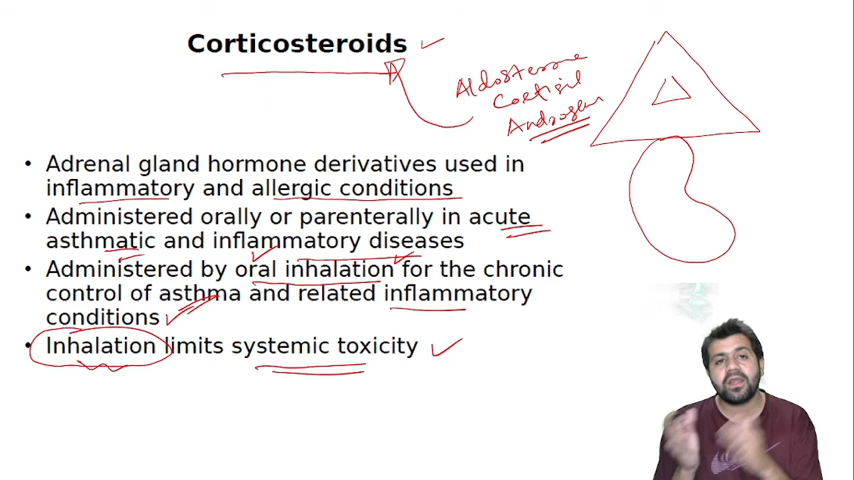 Corticosteroids
Aldosterone
Cortisil
Androgen
• Adrenal gland hormone derivatives used in
inflammatory and allergic conditions
• Administered orally or parenterally in acute
asthmatic and inflammatory diseases
• Administered by oral inhalation for the chronic
control of asthma and related inflammatory
conditions
• Inhalation limits systemic toxicity